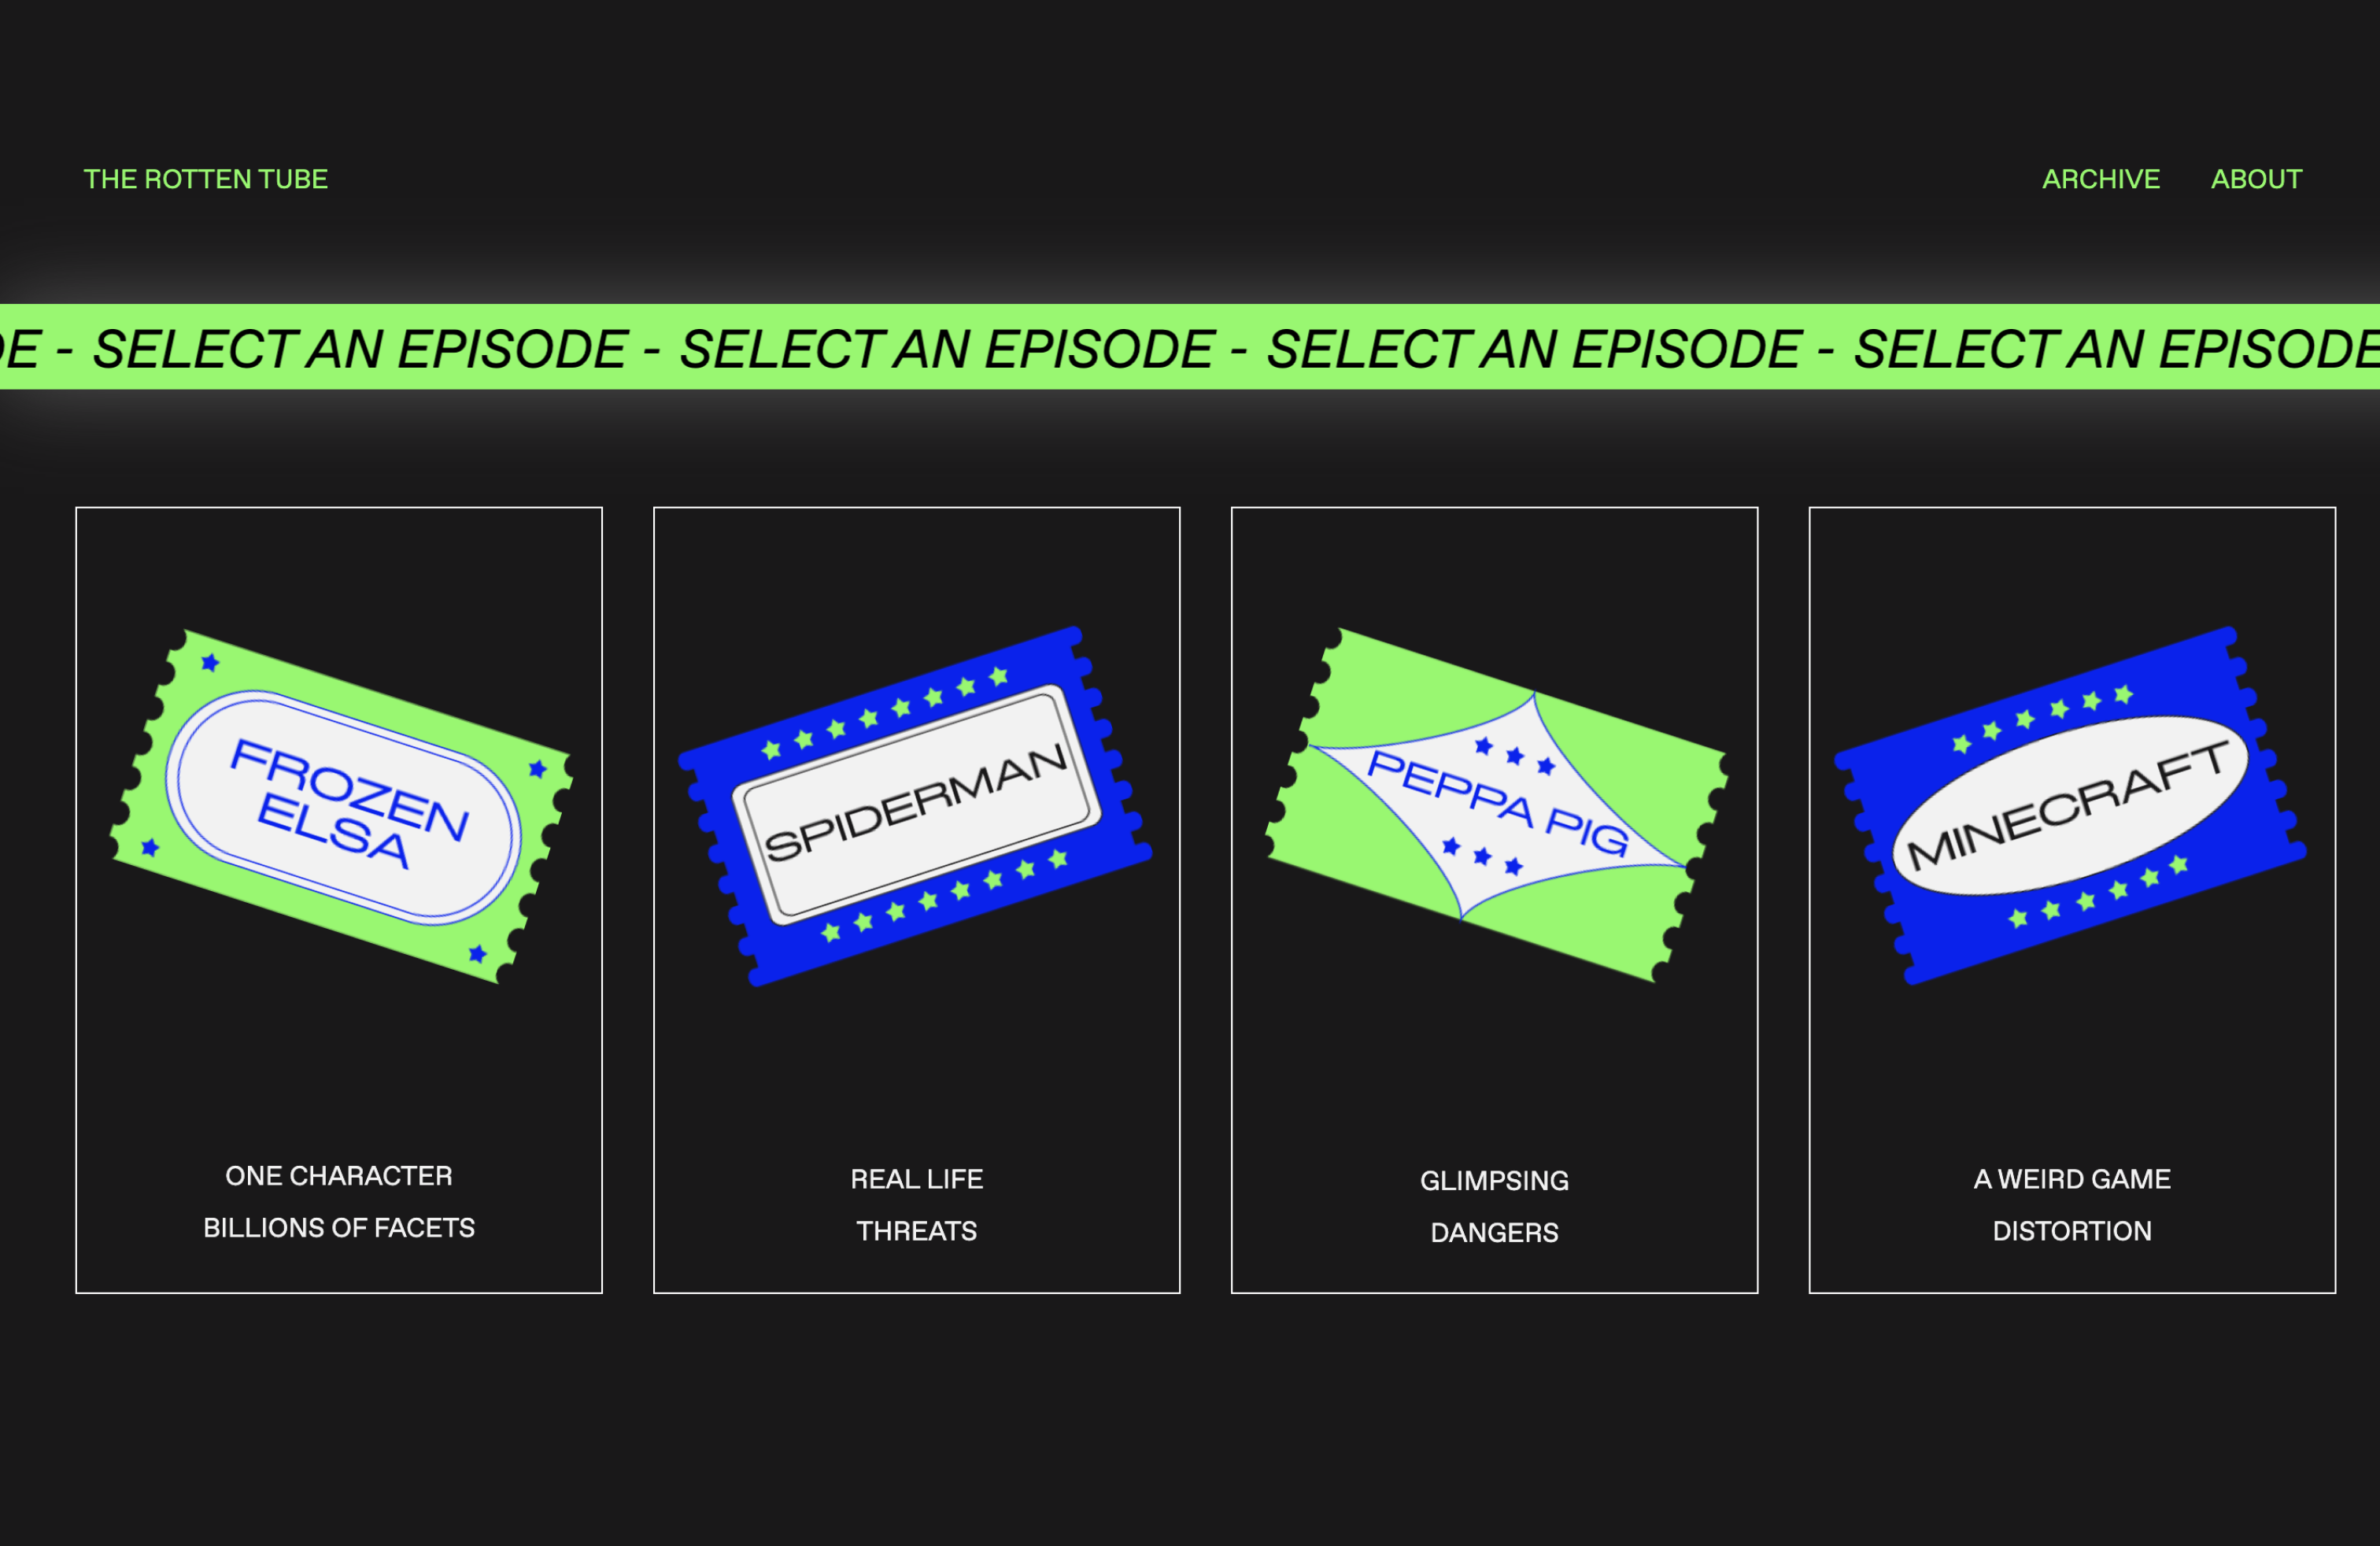 THE ROTTEN TUBE
ARCHIVE ABOUT
DE - SELECT AN EPISODE - SELECT AN EPISODE - SELECT AN EPISODE - SELECT AN EPISODE
FROZEN
ELSA
ONE CHARACTER
BILLIONS OF FACETS
SPIDERMAN
REAL LIFE
THREATS
PEPPA PIG
GLIMPSING
DANGERS
MINECRAFT
A WEIRD GAME
DISTORTION